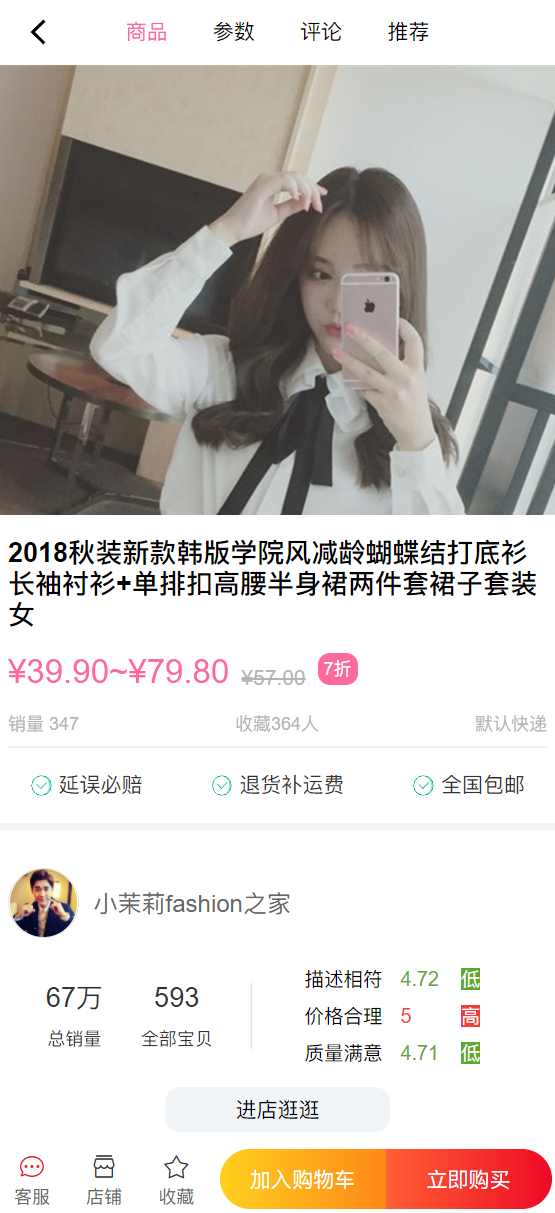 商品 参数 评论 推荐
2018秋装新款韩版学院风减龄蝴蝶结打底衫
长袖衬衫+单排扣高腰半身裙两件套裙子套装
女
¥39.90~¥79.80 ¥57.00 7折
销量 347 收藏364人 默认快递
延误必赔 退货补运费 全国包邮
小茉莉fashion之家
67万 593
总销量 全部宝贝
描述相符 4.72 低
价格合理 5 高
质量满意 4.71 低
进店逛逛
客服 店铺 收藏 加入购物车 立即购买